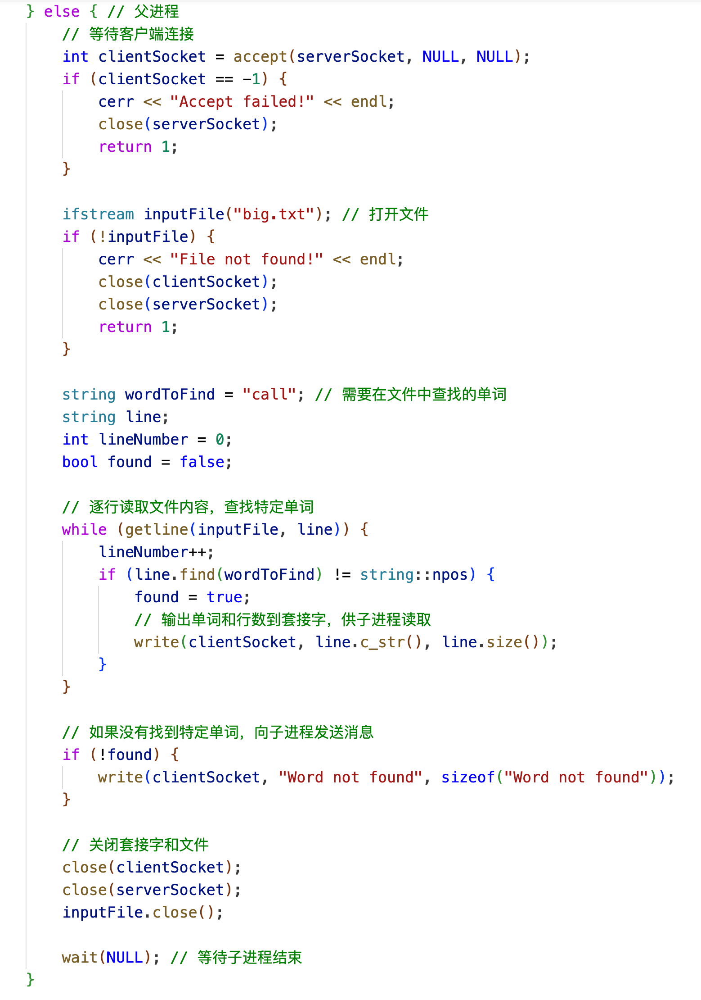 } else { // 父进程
    // 等待客户端连接
    int clientSocket = accept(serverSocket, NULL, NULL);
    if (clientSocket == -1) {
        cerr << "Accept failed!" << endl;
        close(serverSocket);
        return 1;
    }
    ifstream inputFile("big.txt"); // 打开文件
    if (!inputFile) {
        cerr << "File not found!" << endl;
        close(clientSocket);
        close(serverSocket);
        return 1;
    }
    string wordToFind = "call"; // 需要在文件中查找的单词
    string line;
    int lineNumber = 0;
    bool found = false;
    // 逐行读取文件内容，查找特定单词
    while (getline(inputFile, line)) {
        lineNumber++;
        if (line.find(wordToFind) != string::npos) {
            found = true;
            // 输出单词和行数到套接字，供子进程读取
            write(clientSocket, line.c_str(), line.size());
        }
    }
    // 如果没有找到特定单词，向子进程发送消息
    if (!found) {
        write(clientSocket, "Word not found", sizeof("Word not found"));
    }
    // 关闭套接字和文件
    close(clientSocket);
    close(serverSocket);
    inputFile.close();
    wait(NULL); // 等待子进程结束
}